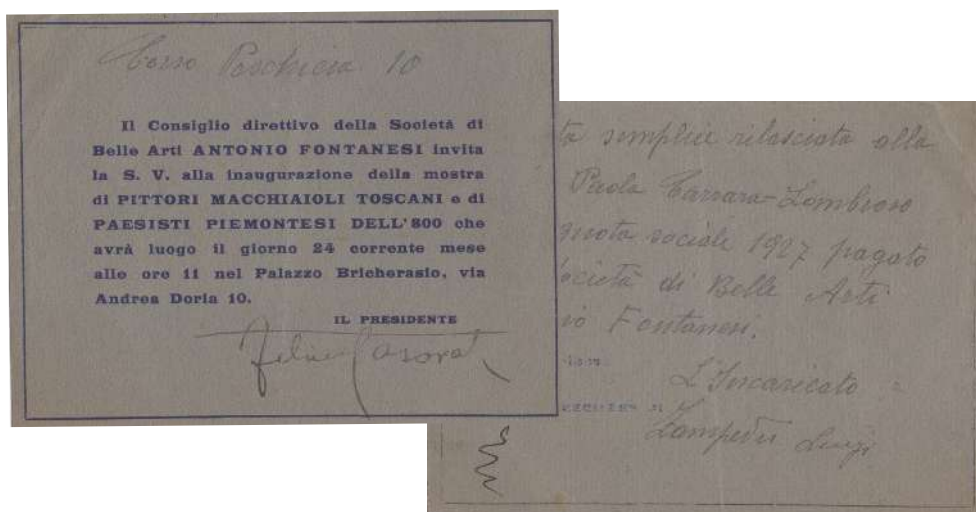 Corso Peschiera 10
Il Consiglio direttivo della Società di
Belle Arti ANTONIO FONTANESI invita
la S. V. alla inaugurazione della mostra
di PITTORI MACCHIAIOLI TOSCANI e di
PAESISTI PIEMONTESI DELL'800 che
avrà luogo il giorno 24 corrente mese
alle ore 11 nel Palazzo Bricherasio, via
Andrea Doria 10.
IL PRESIDENTE
Felice Casorati
ta semplice rilasciata alla
Paola Carrara-Lombroso
quota sociale 1927 pagato
ocietà di Belle Arti
io Fontanesi.
L'Incaricato
Luigi